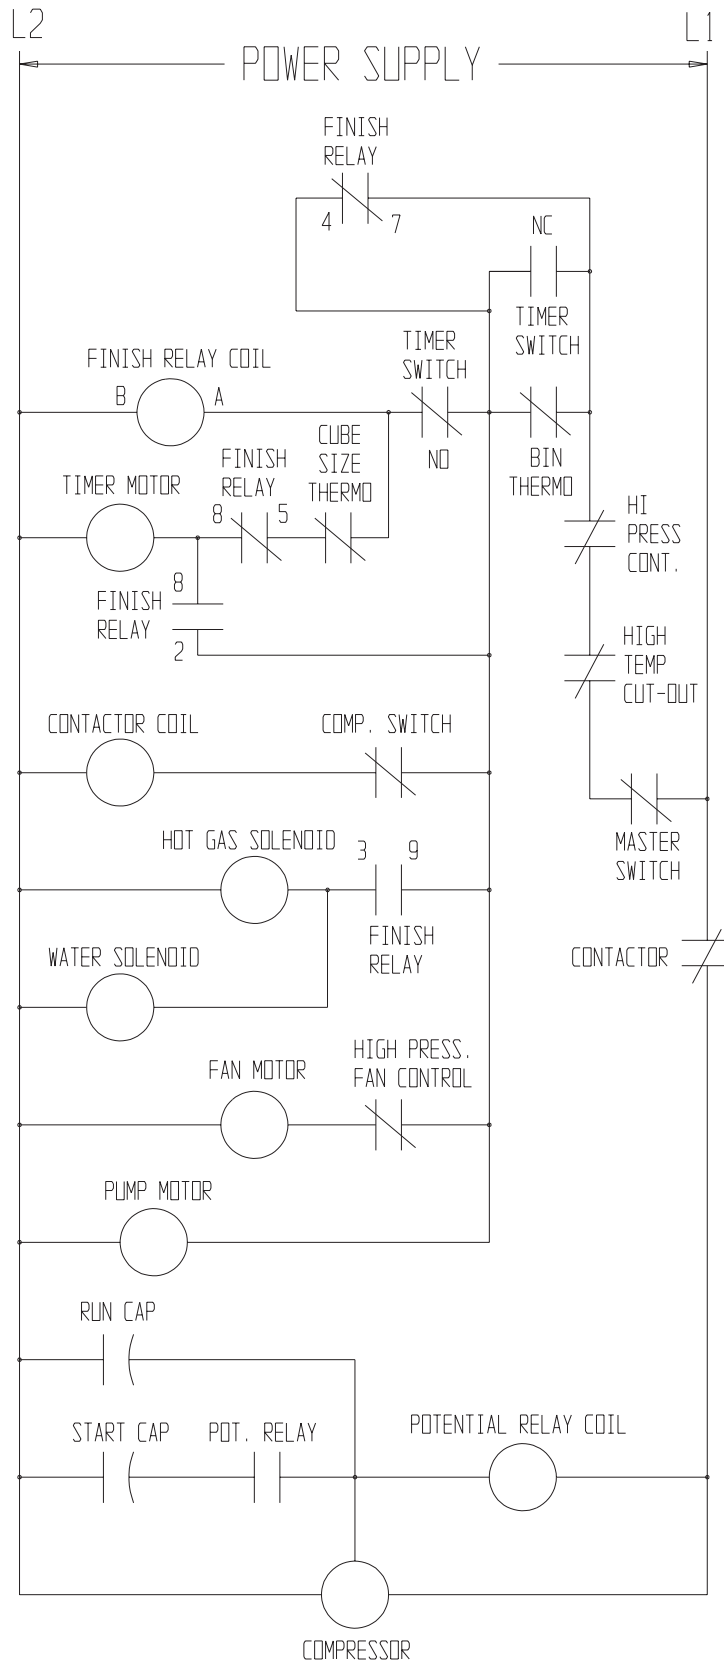 L2
L1
POWER SUPPLY
FINISH
RELAY
4
7
NC
TIMER
SWITCH
TIMER
SWITCH
FINISH RELAY COIL
B
A
NO
BIN
THERMO
CUBE
SIZE
THERMO
FINISH
RELAY
8
5
TIMER MOTOR
HI
PRESS
CONT.
8
FINISH
RELAY
2
HIGH
TEMP
CUT-OUT
CONTACTOR COIL
COMP. SWITCH
MASTER
SWITCH
HOT GAS SOLENOID
3
9
FINISH
RELAY
WATER SOLENOID
CONTACTOR
FAN MOTOR
HIGH PRESS.
FAN CONTROL
PUMP MOTOR
RUN CAP
START CAP
POT. RELAY
POTENTIAL RELAY COIL
COMPRESSOR